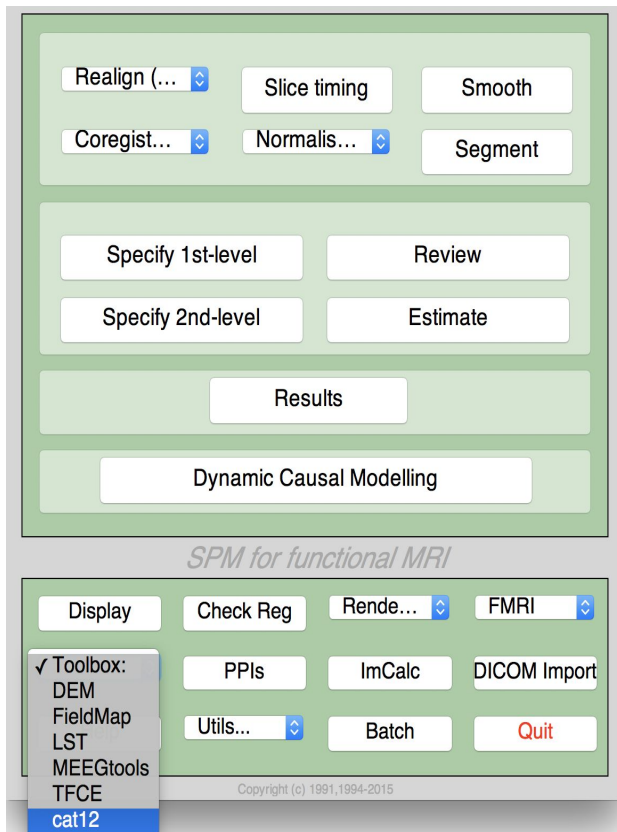 Realign (...
Slice timing
Smooth
Coregist...
Normalis...
Segment
Specify 1st-level
Review
Specify 2nd-level
Estimate
Results
Dynamic Causal Modelling
SPM for functional MRI
Display
Check Reg
Rende...
FMRI
✓ Toolbox:
PPIs
ImCalc
DICOM Import
DEM
FieldMap
LST
MEEGtools
TFCE
cat12
Utils...
Batch
Quit
Copyright (c) 1991,1994-2015